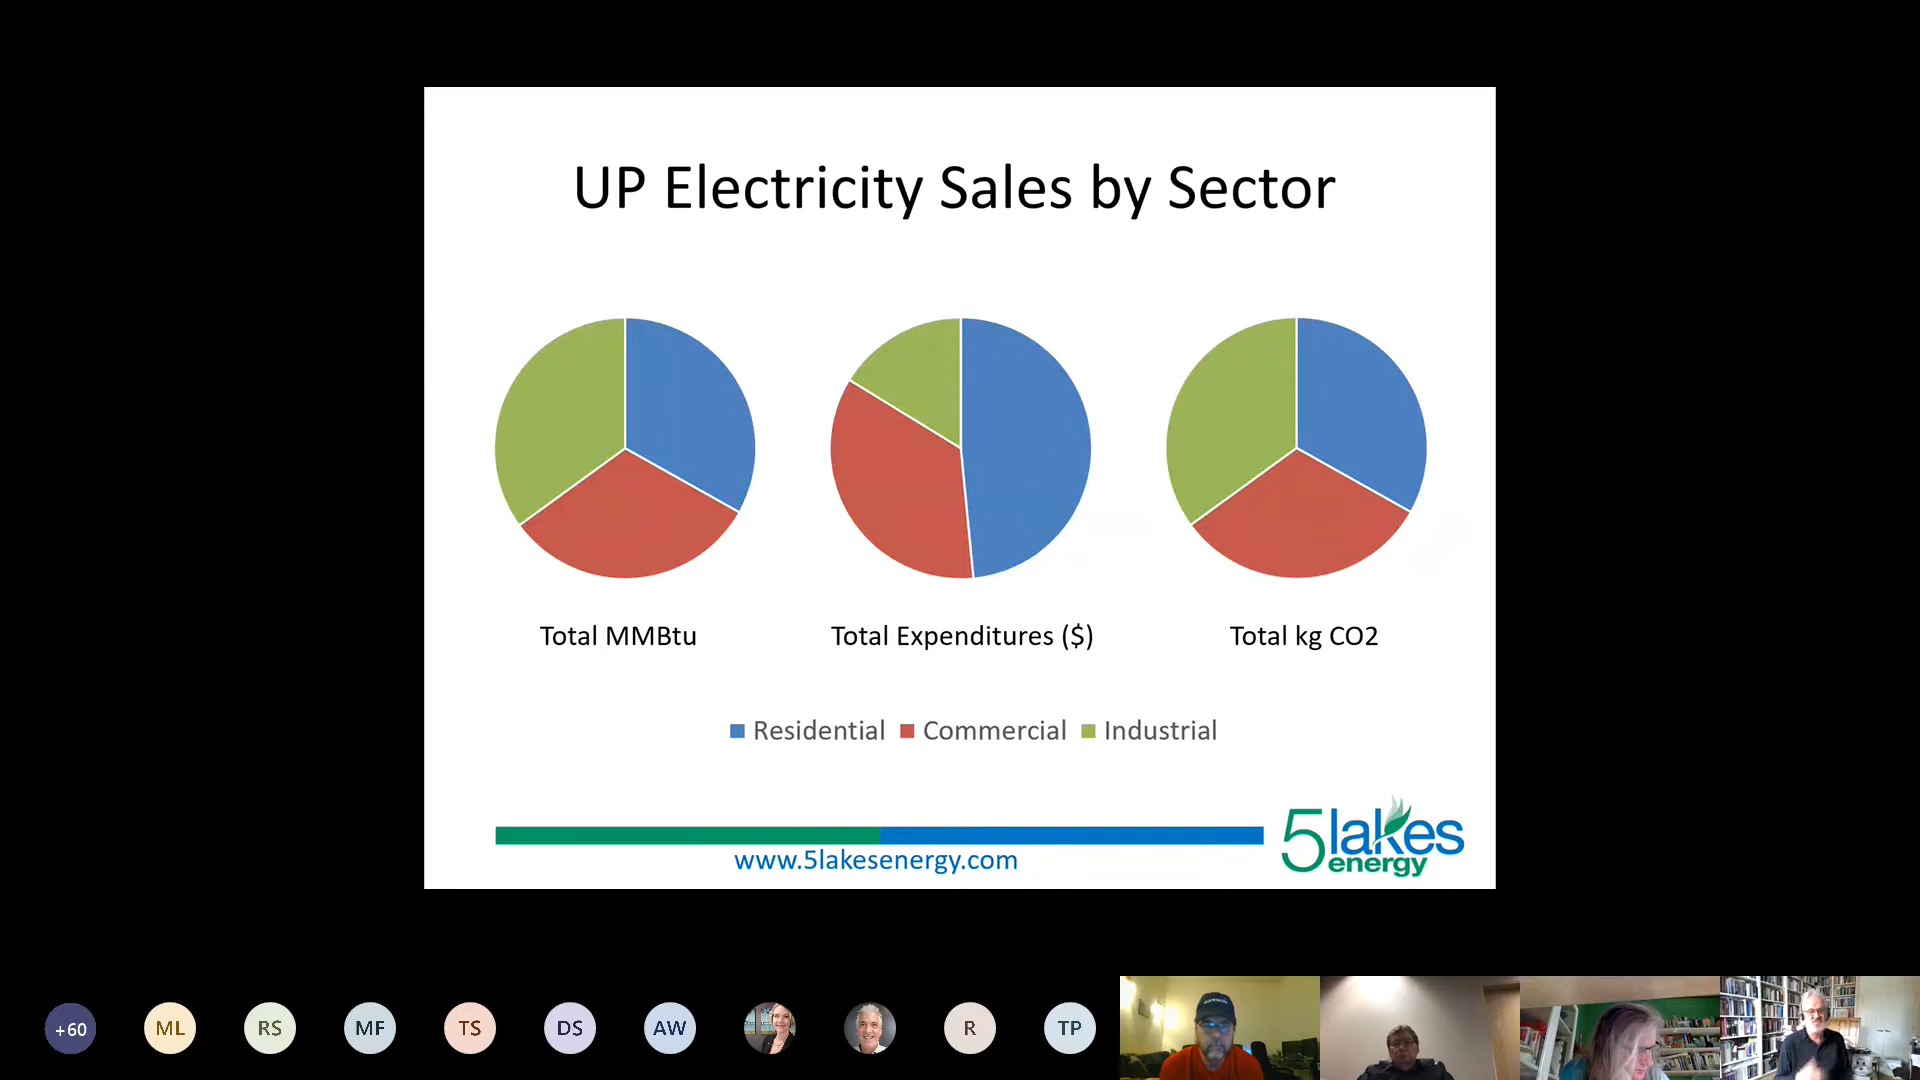 UP Electricity Sales by Sector
Total MMBtu
Total Expenditures ($)
Total kg CO2
Residential Commercial Industrial
www.5lakesenergy.com
5lakes
energy
+60 ML RS MF TS DS AW R TP